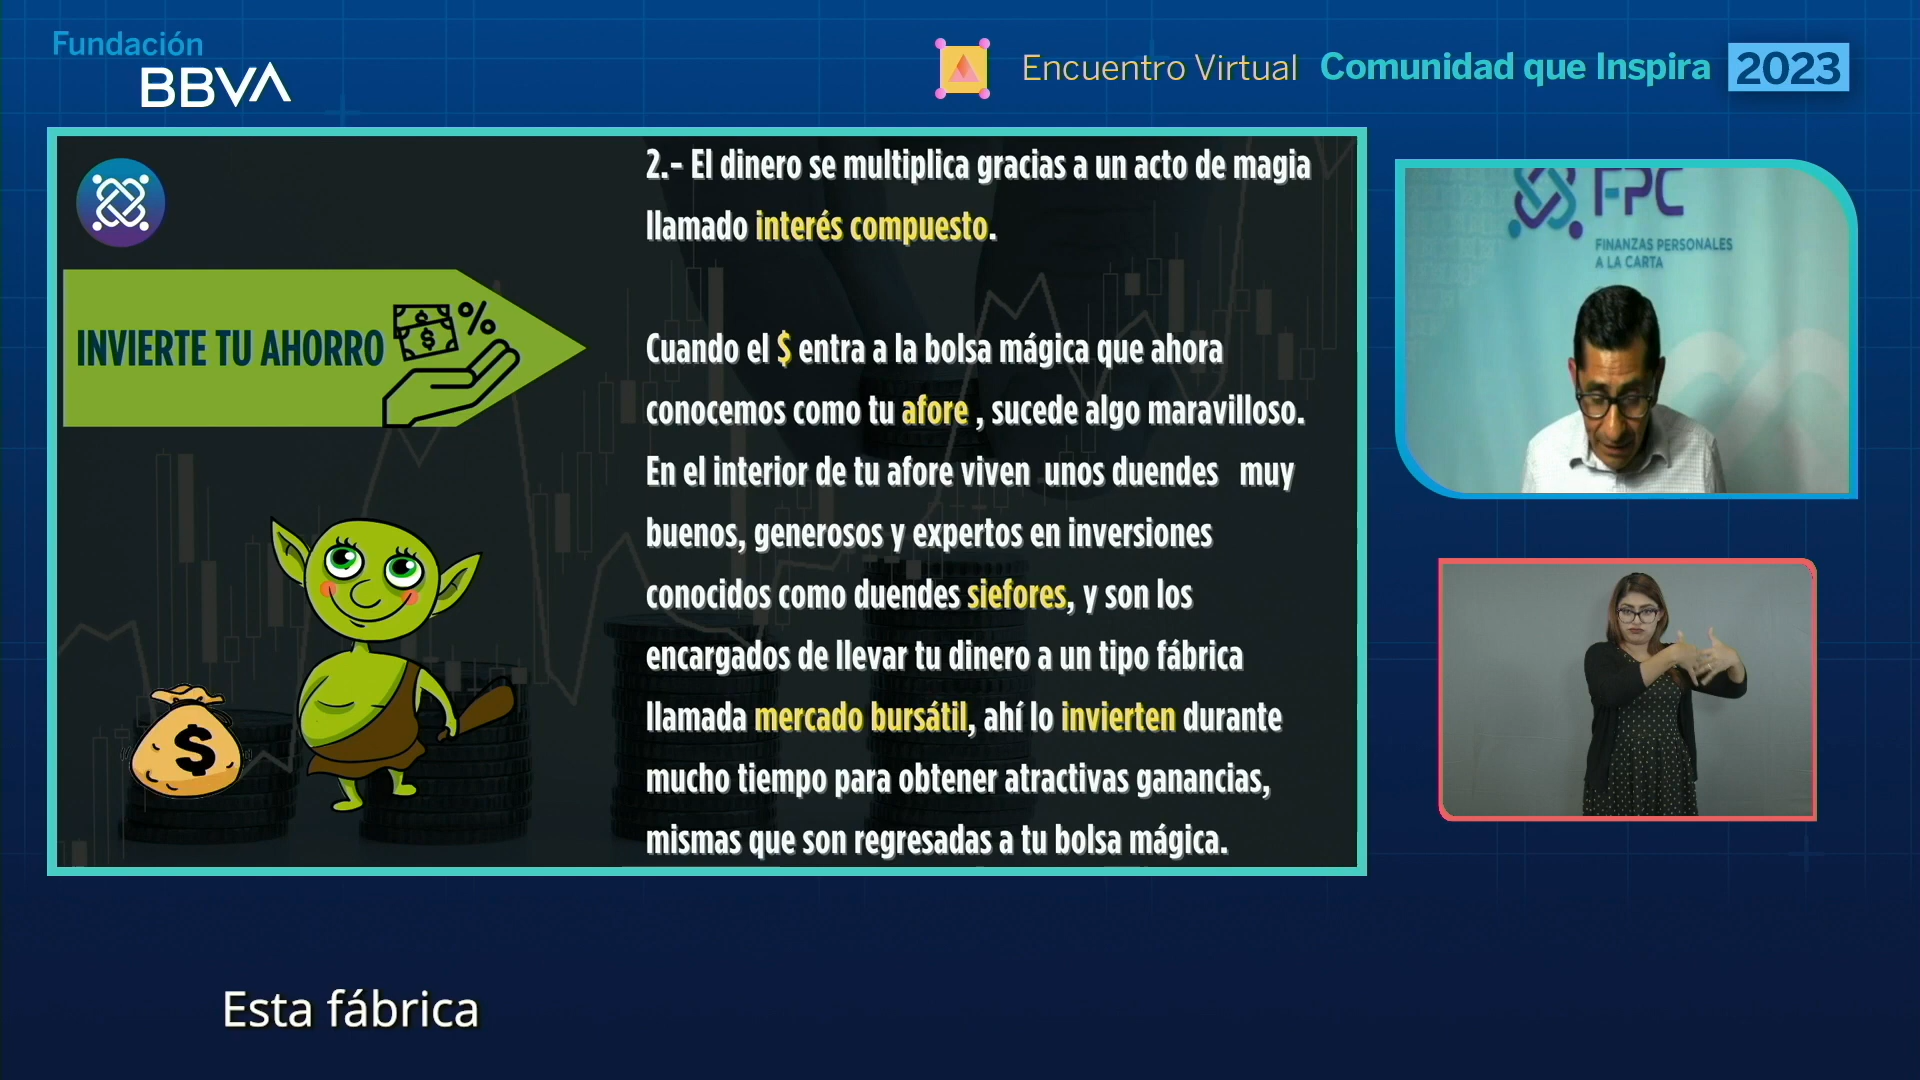 Fundación
BBVA
Encuentro Virtual Comunidad que Inspira 2023
2.- El dinero se multiplica gracias a un acto de magia
llamado interés compuesto.
INVIERTE TU AHORRO
$
$
%
Cuando el $ entra a la bolsa mágica que ahora
conocemos como tu afore , sucede algo maravilloso.
En el interior de tu afore viven unos duendes muy
buenos, generosos y expertos en inversiones
conocidos como duendes siefores, y son los
encargados de llevar tu dinero a un tipo fábrica
llamada mercado bursátil, ahí lo invierten durante
mucho tiempo para obtener atractivas ganancias,
mismas que son regresadas a tu bolsa mágica.
$
FPC
FINANZAS PERSONALES
A LA CARTA
Esta fábrica